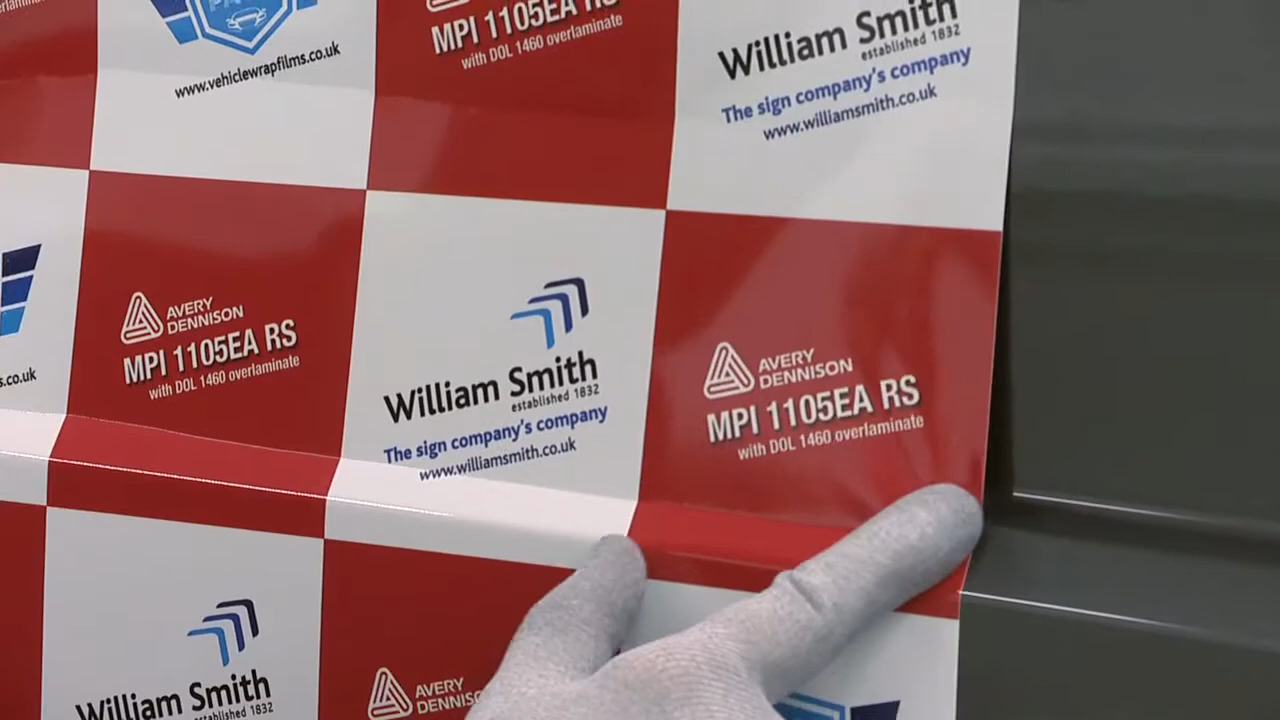 www.vehiclewrapfilms.co.uk
MPI 1105EA RS
with DOL 1460 overlaminate
William Smith
established 1832
The sign company's company
www.williamsmith.co.uk
s.co.uk
AVERY
DENNISON
MPI 1105EA RS
with DOL 1460 overlaminate
William Smith
established 1832
The sign company's company
www.williamsmith.co.uk
AVERY
DENNISON
MPI 1105EA RS
with DOL 1460 overlaminate
William Smith
established 1832
AVERY
DENNISO